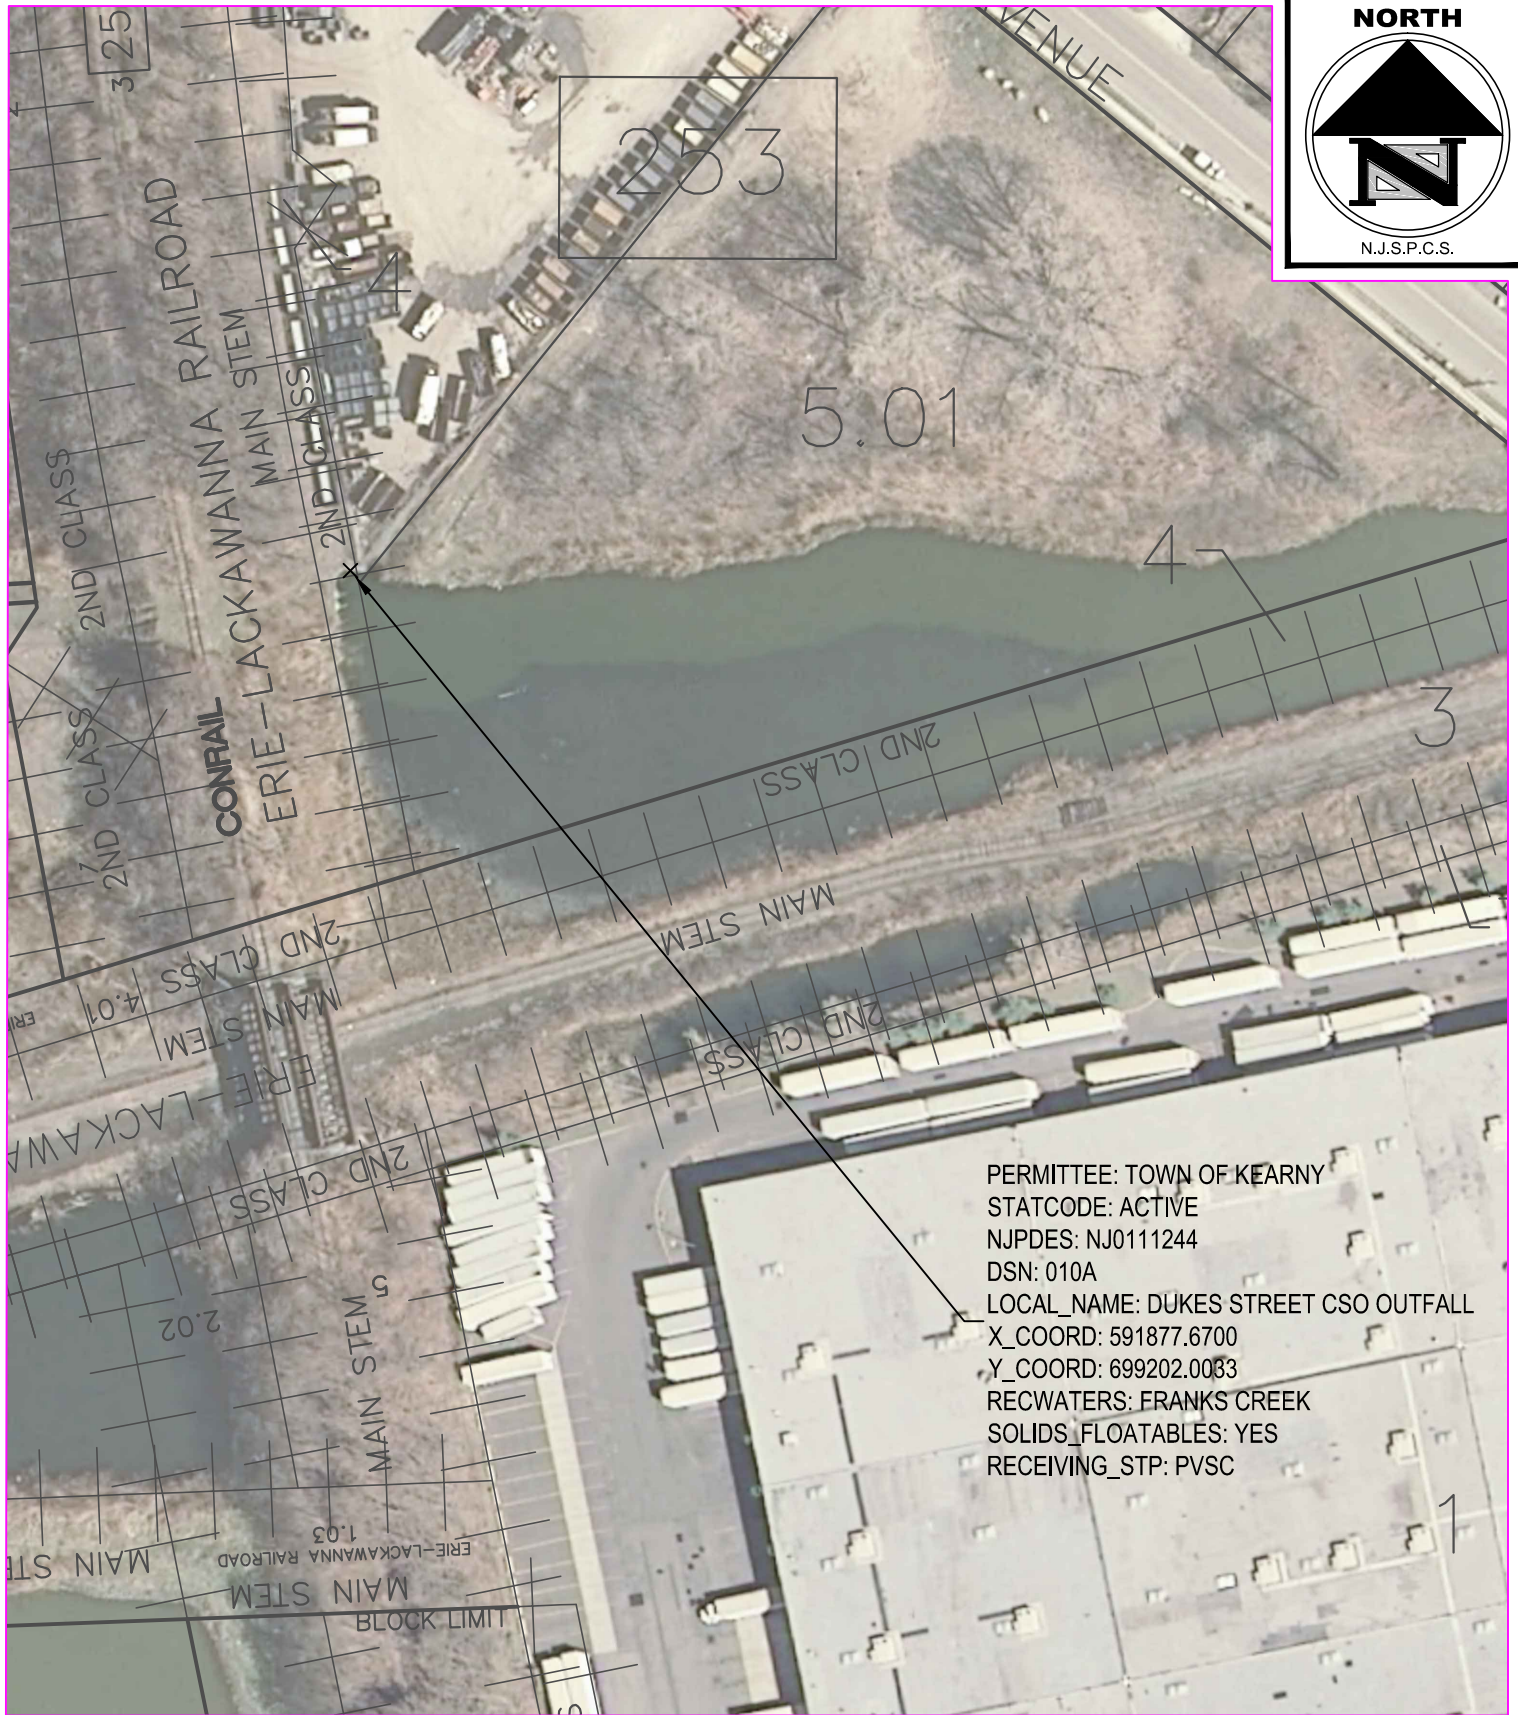 NORTH
N.J.S.P.C.S.
3
25
253
4
5.01
RAILROAD
ERIE-LACKAWANNA
MAIN STEM
2ND CLASS
2ND CLASS
2ND CLASS
CONRAIL
4
3
2ND CLASS
MAIN STEM
2ND CLASS
2ND CLASS
4.01
MAIN STEM
2ND CLASS
2.02
5
MAIN STEM
PERMITTEE: TOWN OF KEARNY
STATCODE: ACTIVE
NJPDES: NJ0111244
DSN: 010A
LOCAL_NAME: DUKES STREET CSO OUTFALL
X_COORD: 591877.6700
Y_COORD: 699202.0033
RECWATERS: FRANKS CREEK
SOLIDS_FLOATABLES: YES
RECEIVING_STP: PVSC
1
1.03
ERIE-LACKAWANNA RAILROAD
MAIN STEM
MAIN
BLOCK LIMIT